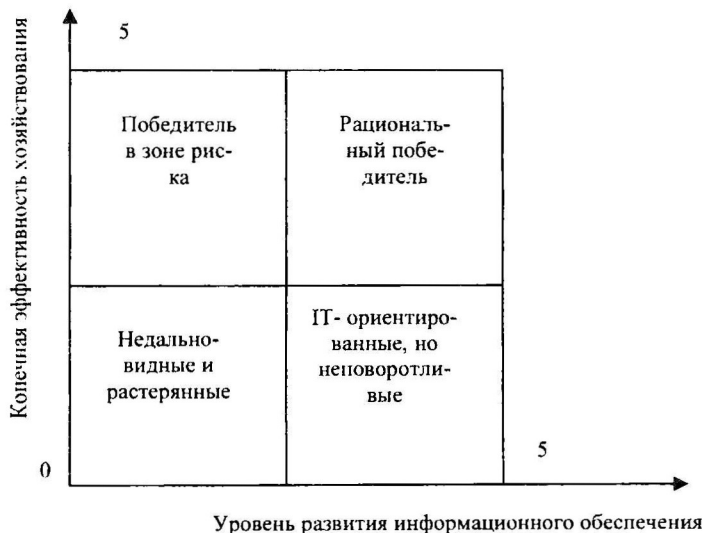 5
Конечная эффективность хозяйствования
Победитель
в зоне рис-
ка
Рациональ-
ный побе-
дитель
Недально-
видные и
растерянные
IT- ориентиро-
ванные, но
неповоротли-
вые
0
5
Уровень развития информационного обеспечения